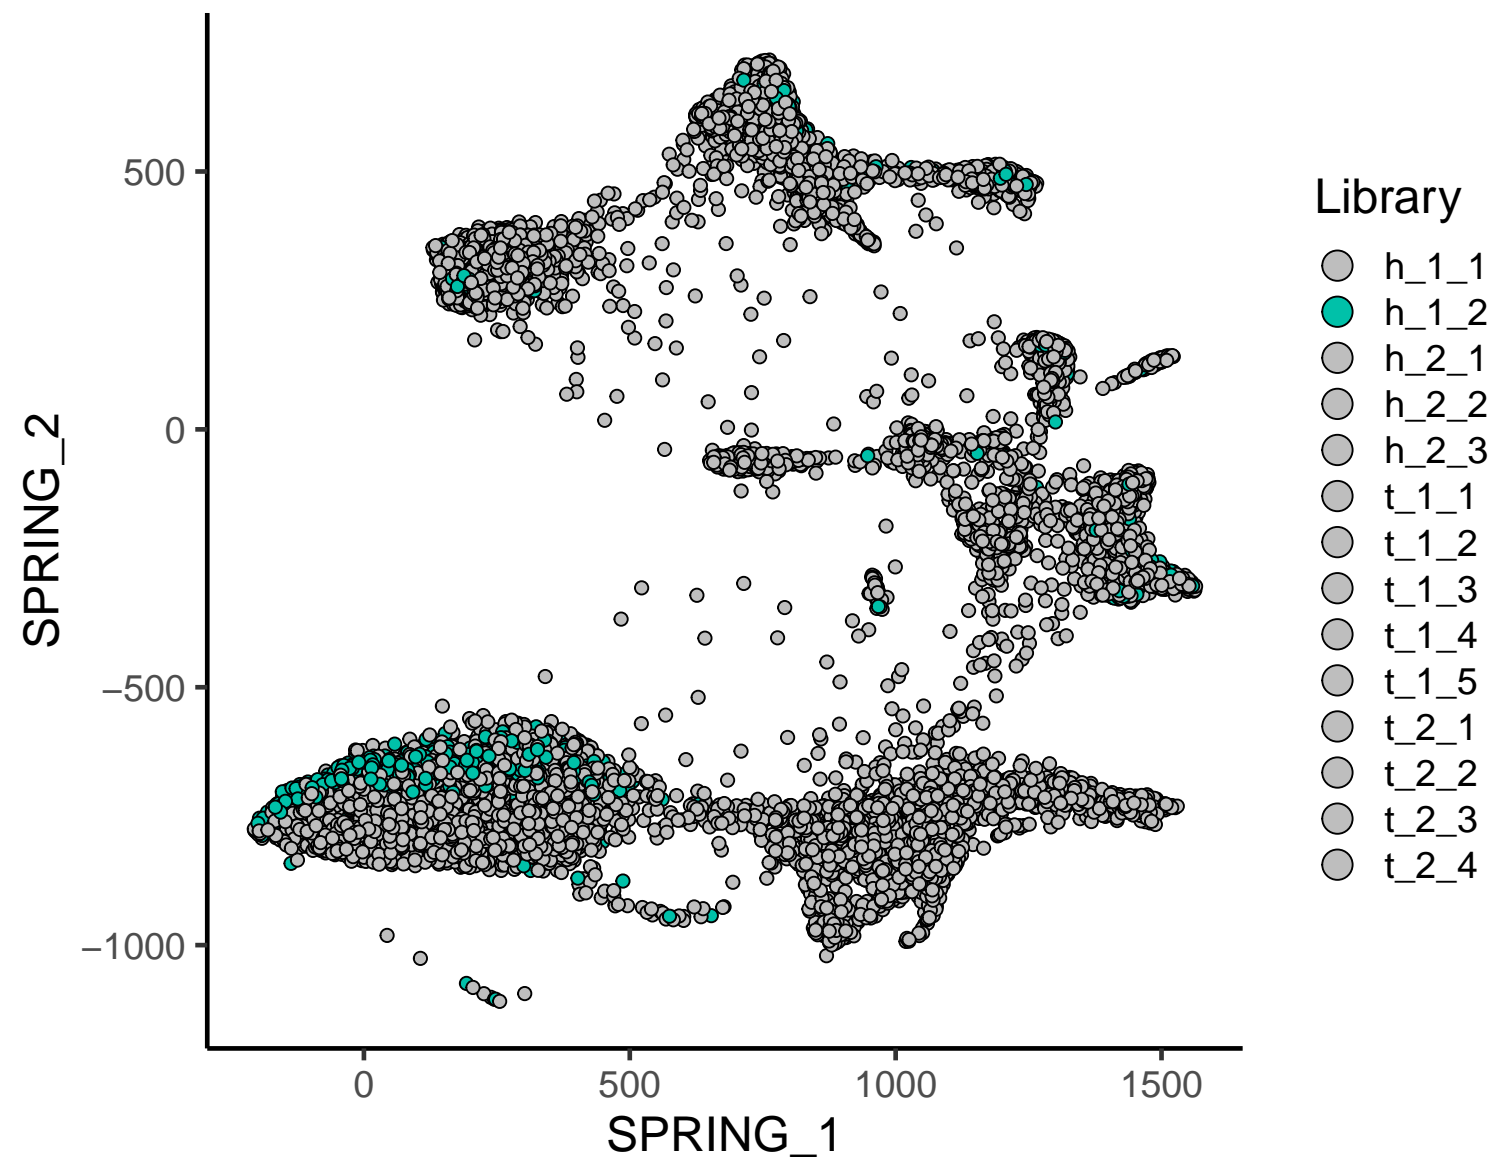 500
0
−500
−1000
SPRING_2
0
500
1000
1500
SPRING_1
Library
h_1_1
h_1_2
h_2_1
h_2_2
h_2_3
t_1_1
t_1_2
t_1_3
t_1_4
t_1_5
t_2_1
t_2_2
t_2_3
t_2_4